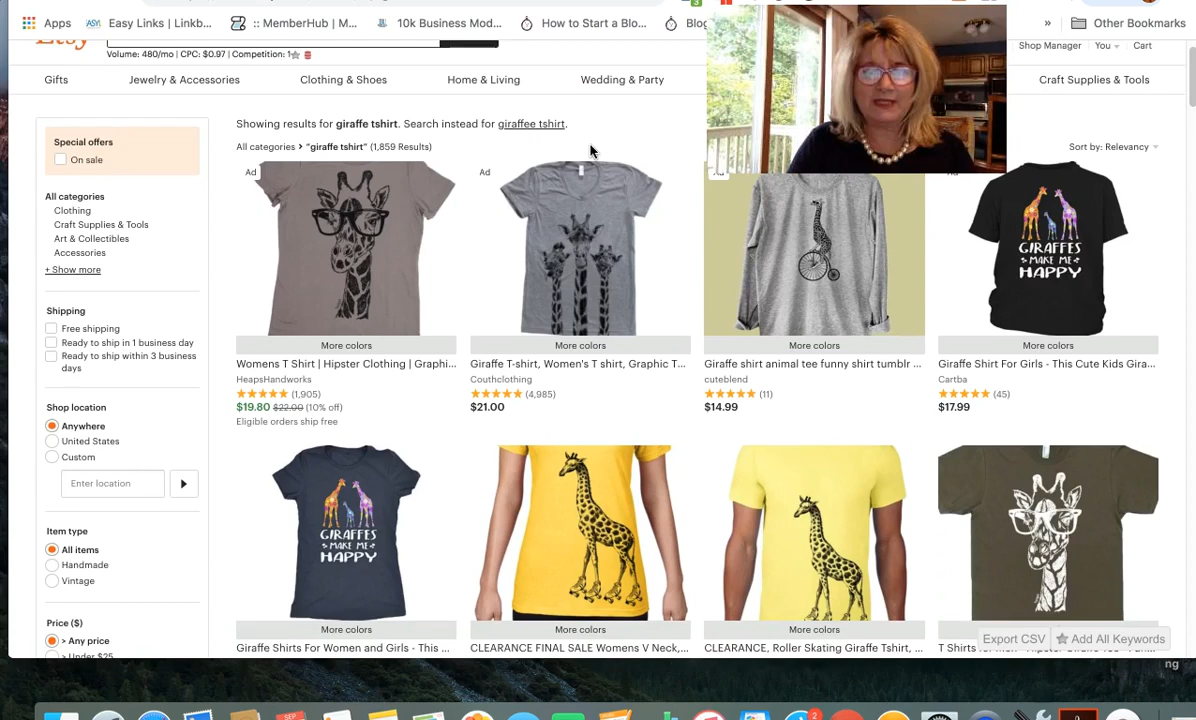 Apps
Easy Links | Linkb...
:: MemberHub | M...
10k Business Mod...
How to Start a Blo...
Blog
»
Other Bookmarks
Etsy
Volume: 480/mo | CPC: $0.97 | Competition: 1
Shop Manager
You
Cart
Gifts
Jewelry & Accessories
Clothing & Shoes
Home & Living
Wedding & Party
Craft Supplies & Tools
Showing results for giraffe tshirt. Search instead for giraffee tshirt.
All categories > "giraffe tshirt" (1,859 Results)
Sort by: Relevancy
Special offers
On sale
All categories
Clothing
Craft Supplies & Tools
Art & Collectibles
Accessories
+ Show more
Shipping
Free shipping
Ready to ship in 1 business day
Ready to ship within 3 business
days
Shop location
Anywhere
United States
Custom
Enter location
Item type
All items
Handmade
Vintage
Price ($)
> Any price
> Under $25
Ad
More colors
Womens T Shirt | Hipster Clothing | Graphi...
HeapsHandworks
(1,905)
$19.80 $22.00 (10% off)
Eligible orders ship free
Ad
More colors
Giraffe T-shirt, Women's T shirt, Graphic T...
Couthclothing
(4,985)
$21.00
Ad
More colors
Giraffe shirt animal tee funny shirt tumblr ...
cuteblend
(11)
$14.99
Ad
GIRAFFES
MAKE ME
HAPPY
More colors
Giraffe Shirt For Girls - This Cute Kids Gira...
Cartba
(45)
$17.99
GIRAFFES
MAKE ME
HAPPY
More colors
Giraffe Shirts For Women and Girls - This ...
More colors
CLEARANCE FINAL SALE Womens V Neck,...
More colors
CLEARANCE, Roller Skating Giraffe Tshirt, ...
Export CSV
Add All Keywords
ng
SEP
2